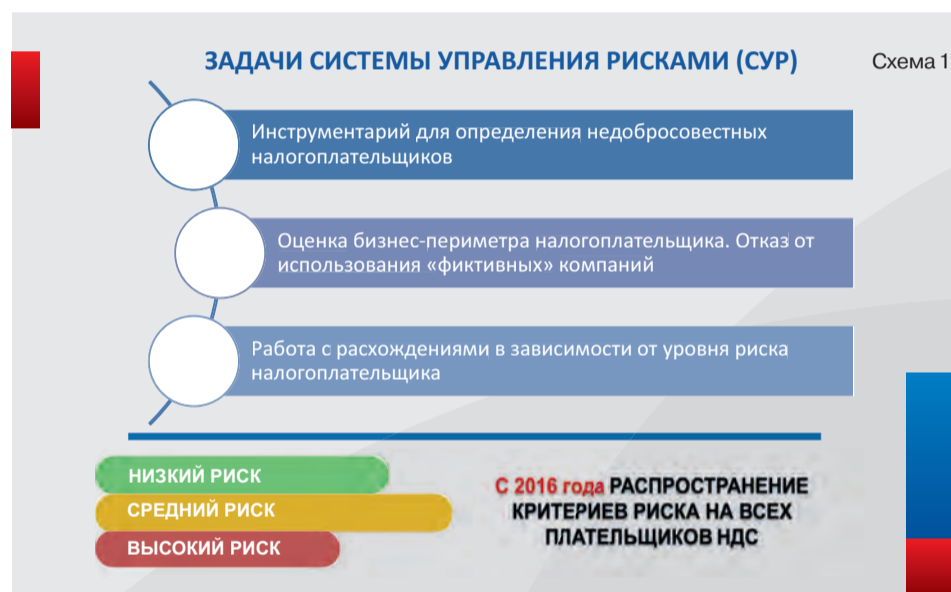 ЗАДАЧИ СИСТЕМЫ УПРАВЛЕНИЯ РИСКАМИ (СУР)
Схема 1
Инструментарий для определения недобросовестных
налогоплательщиков
Оценка бизнес-периметра налогоплательщика. Отказ от
использования «фиктивных» компаний
Работа с расхождениями в зависимости от уровня риска
налогоплательщика
НИЗКИЙ РИСК
СРЕДНИЙ РИСК
ВЫСОКИЙ РИСК
С 2016 года РАСПРОСТРАНЕНИЕ
КРИТЕРИЕВ РИСКА НА ВСЕХ
ПЛАТЕЛЬЩИКОВ НДС